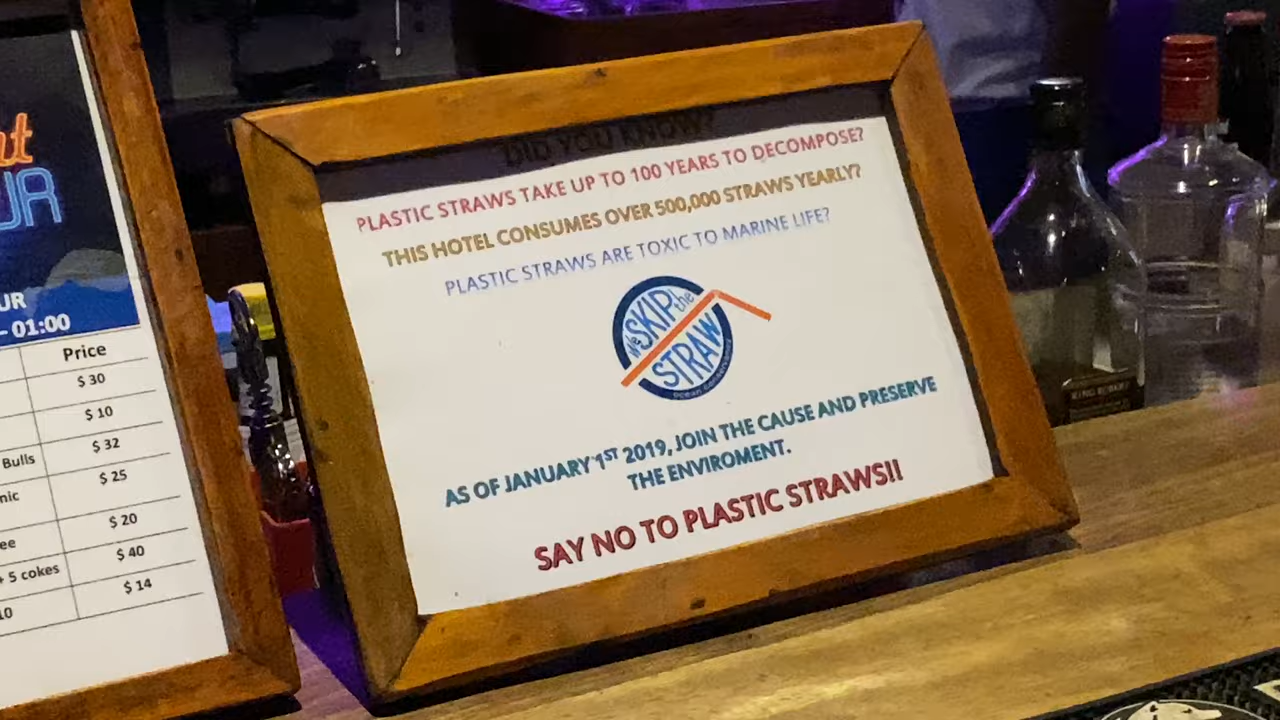 UR
UR
- 01:00
Price
$ 30
$ 10
Bulls $ 32
$ 25
$ 20
+ 5 cokes $ 40
$ 14
DID YOU KNOW?
PLASTIC STRAWS TAKE UP TO 100 YEARS TO DECOMPOSE?
THIS HOTEL CONSUMES OVER 500,000 STRAWS YEARLY?
PLASTIC STRAWS ARE TOXIC TO MARINE LIFE?
We SKIP the
STRAW
AS OF JANUARY 1ST 2019, JOIN THE CAUSE AND PRESERVE
THE ENVIROMENT.
SAY NO TO PLASTIC STRAWS!!
KING ROBERT